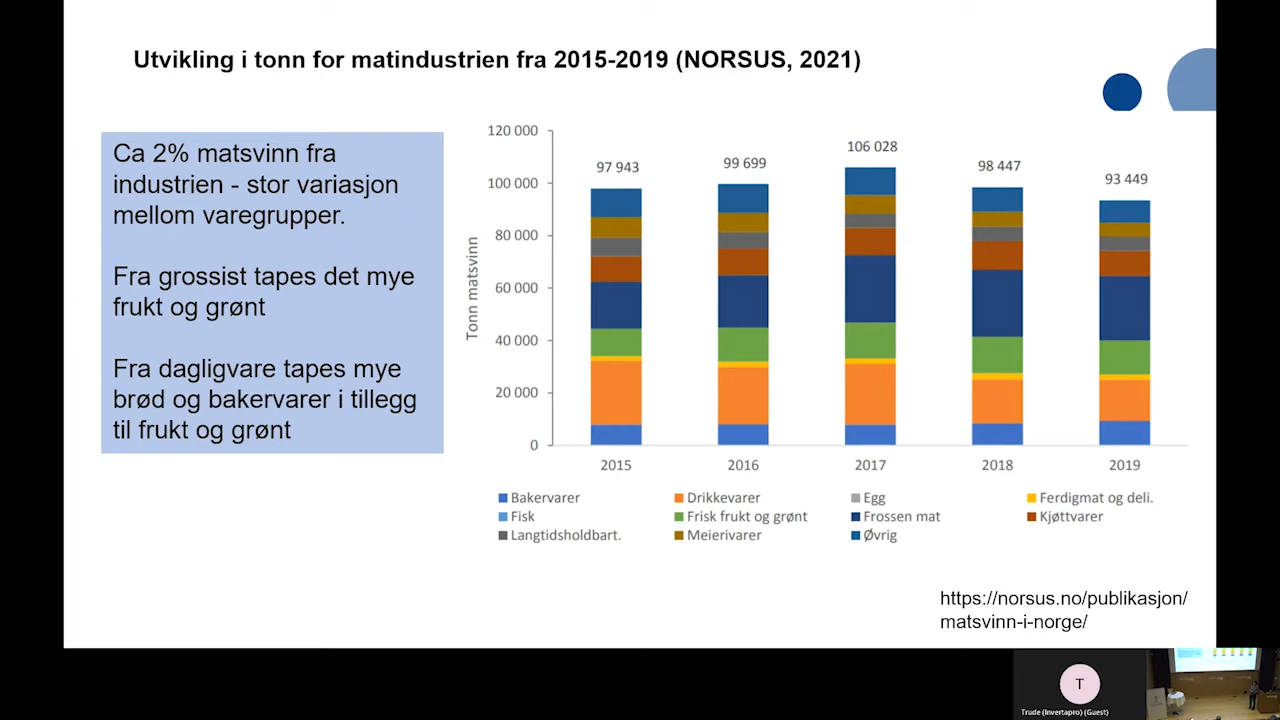 Utvikling i tonn for matindustrien fra 2015-2019 (NORSUS, 2021)
Ca 2% matsvinn fra
industrien - stor variasjon
mellom varegrupper.
Fra grossist tapes det mye
frukt og grønt
Fra dagligvare tapes mye
brød og bakervarer i tillegg
til frukt og grønt
Tonn matsvinn
120 000
100 000
80 000
60 000
40 000
20 000
0
97 943
99 699
106 028
98 447
93 449
2015
2016
2017
2018
2019
Bakervarer
Drikkevarer
Egg
Ferdigmat og deli.
Fisk
Frisk frukt og grønt
Frossen mat
Kjøttvarer
Langtidsholdbart.
Meierivarer
Øvrig
https://norsus.no/publikasjon/
matsvinn-i-norge/
T
Trude (Invertapro) (Guest)